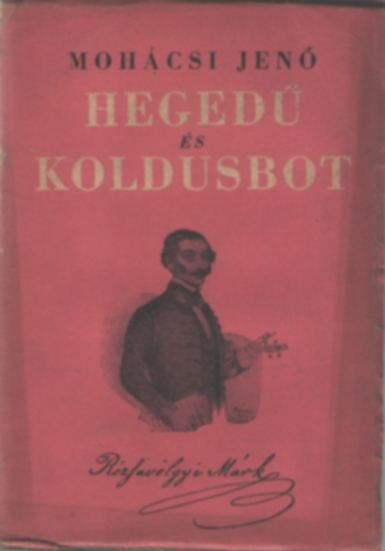 MOHÁCSI JENŐ
HEGEDŰ
ÉS
KOLDUSBOT
Rózsavölgyi Márk